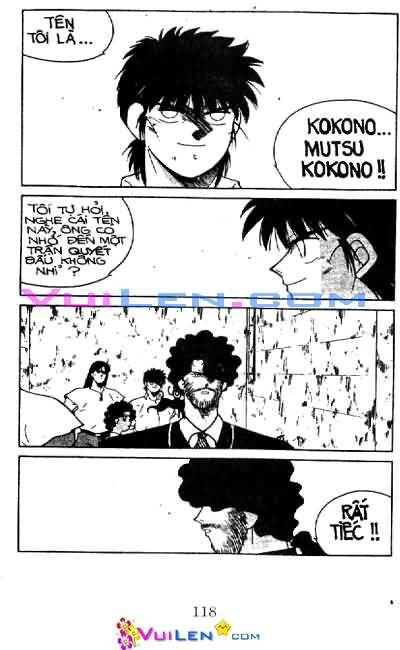 TÊN
TÔI LÀ...
KOKONO...
MUTSU
KOKONO!!
TÔI TỰ HỎI,
NGHE CÁI TÊN
NÀY, ÔNG CÓ
NHỚ ĐẾN MỘT
TRẬN QUYẾT
ĐẤU KHÔNG
NHỈ?
VUILEN.COM
RẤT
TIẾC!!
118
VUILEN.COM